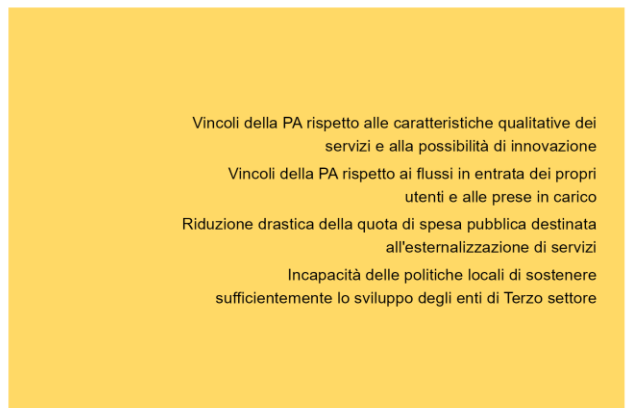 Vincoli della PA rispetto alle caratteristiche qualitative dei
servizi e alla possibilità di innovazione
Vincoli della PA rispetto ai flussi in entrata dei propri
utenti e alle prese in carico
Riduzione drastica della quota di spesa pubblica destinata
all'esternalizzazione di servizi
Incapacità delle politiche locali di sostenere
sufficientemente lo sviluppo degli enti di Terzo settore